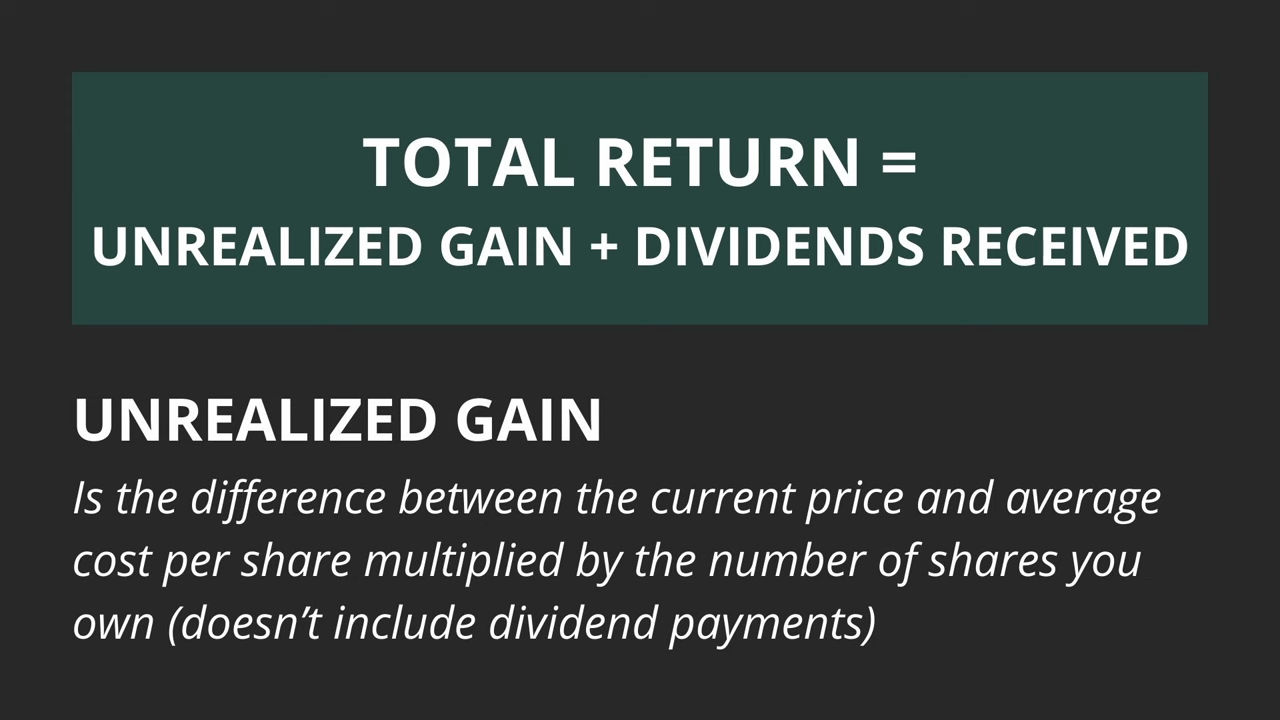 TOTAL RETURN =
UNREALIZED GAIN + DIVIDENDS RECEIVED
UNREALIZED GAIN
Is the difference between the current price and average
cost per share multiplied by the number of shares you
own (doesn’t include dividend payments)